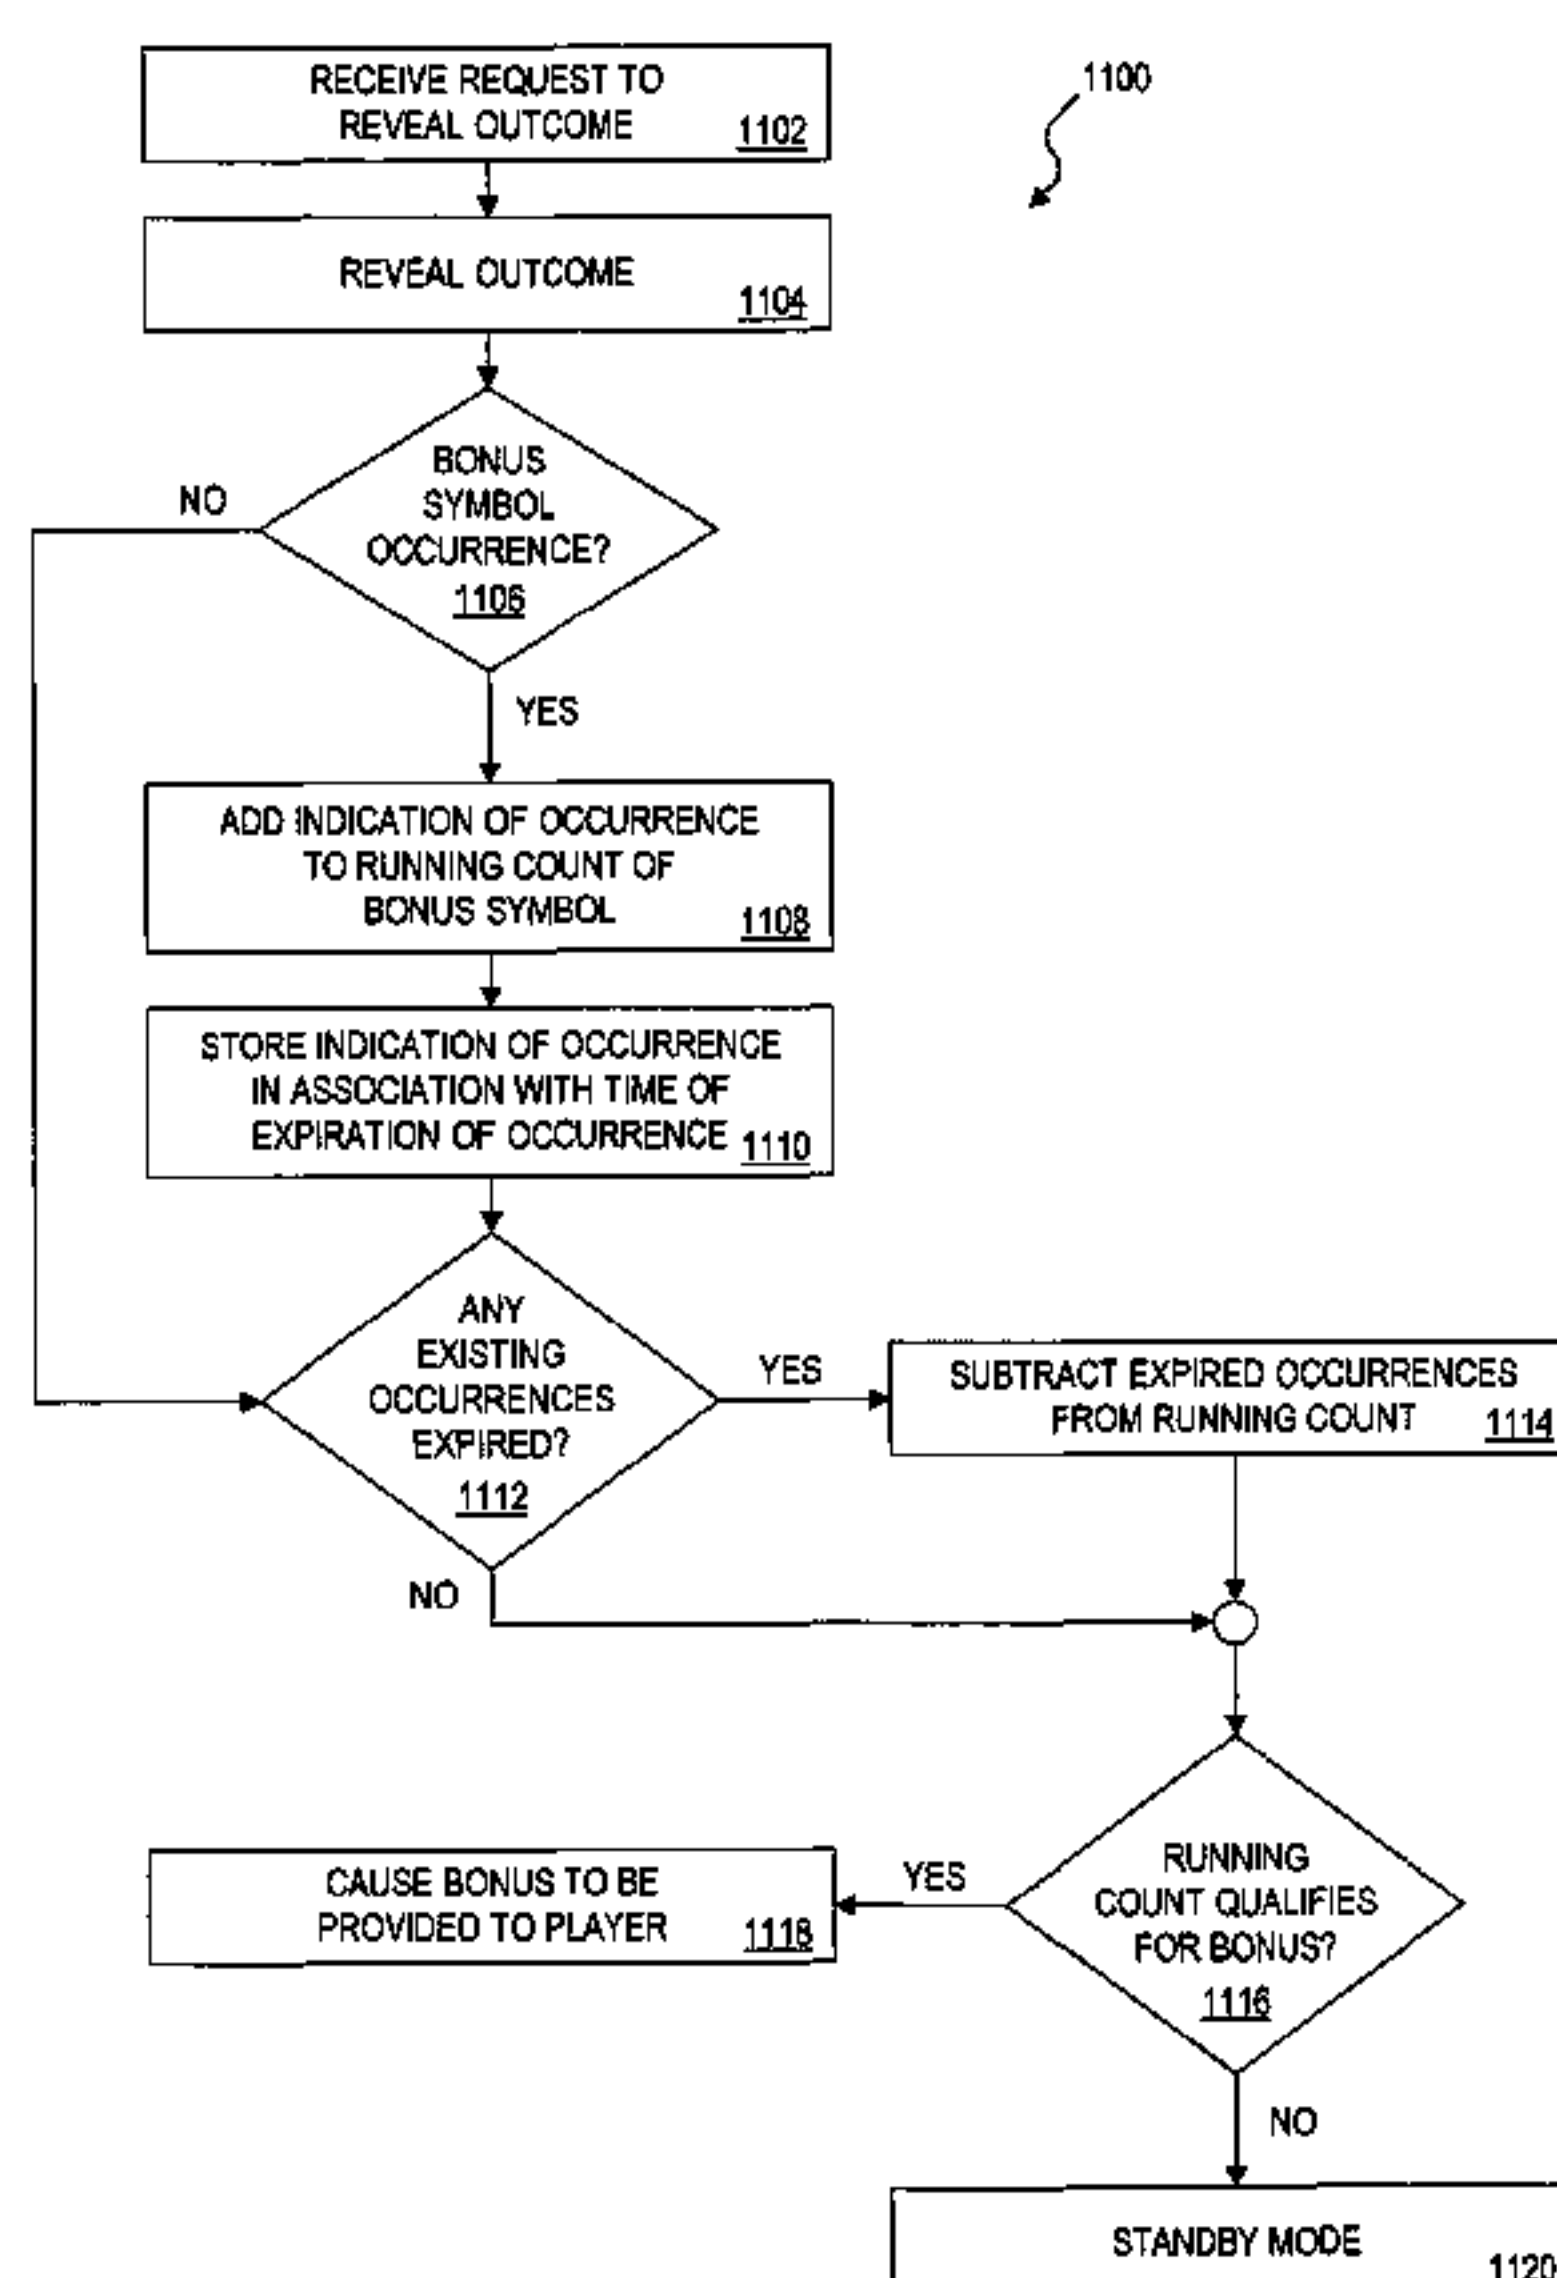 1100
RECEIVE REQUEST TO
REVEAL OUTCOME
1102
REVEAL OUTCOME
1104
BONUS
SYMBOL
OCCURRENCE?
1106
NO
YES
ADD INDICATION OF OCCURRENCE
TO RUNNING COUNT OF
BONUS SYMBOL
1108
STORE INDICATION OF OCCURRENCE
IN ASSOCIATION WITH TIME OF
EXPIRATION OF OCCURRENCE
1110
ANY
EXISTING
OCCURRENCES
EXPIRED?
1112
YES
SUBTRACT EXPIRED OCCURRENCES
FROM RUNNING COUNT
1114
NO
RUNNING
COUNT QUALIFIES
FOR BONUS?
1116
YES
CAUSE BONUS TO BE
PROVIDED TO PLAYER
1118
NO
STANDBY MODE
1120